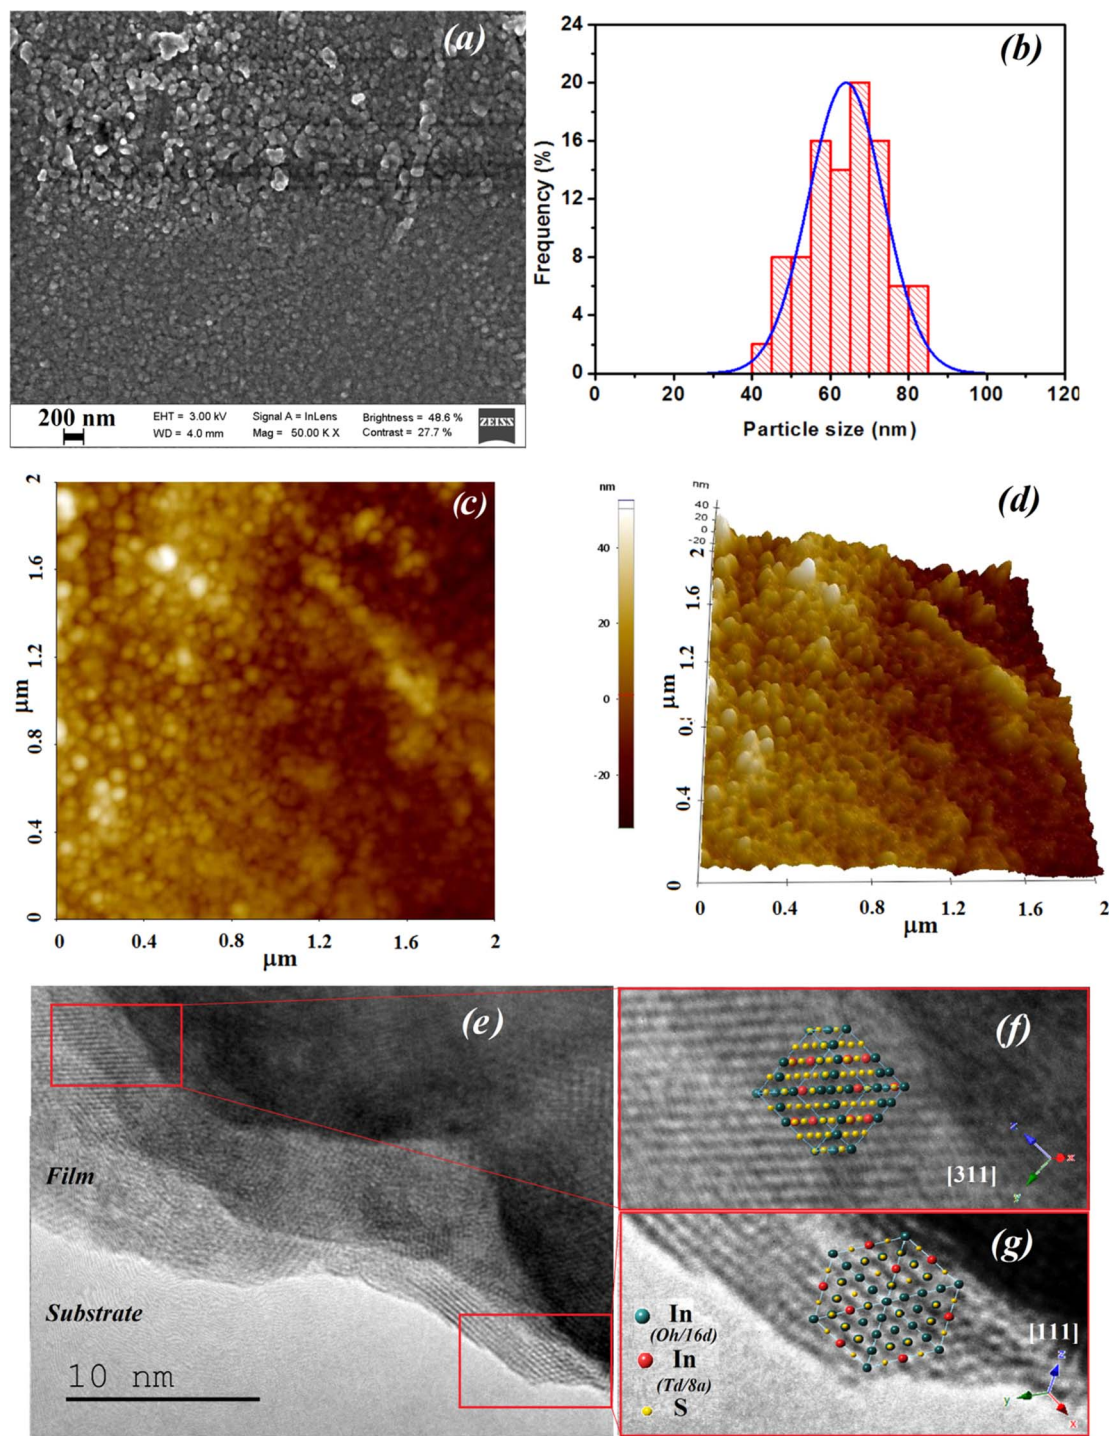 (a)
200 nm
EHT = 3.00 kV
Signal A = InLens
Brightness = 48.6 %
WD = 4.0 mm
Mag = 50.00 K X
Contrast = 27.7 %
ZEISS
(b)
24
20
16
12
8
4
0
Frequency (%)
0 20 40 60 80 100 120
Particle size (nm)
(c)
2
1.6
1.2
0.8
0.4
0
µm
0 0.4 0.8 1.2 1.6 2
µm
nm
40
20
0
-20
(d)
nm
40
20
0
-20
2
1.6
1.2
0.4
0
µm
0 0.4 0.8 1.2 1.6 2
µm
(e)
Film
Substrate
10 nm
(f)
[311]
z
x
y
(g)
In
(Oh/16d)
In
(Td/8a)
S
[111]
z
y
x